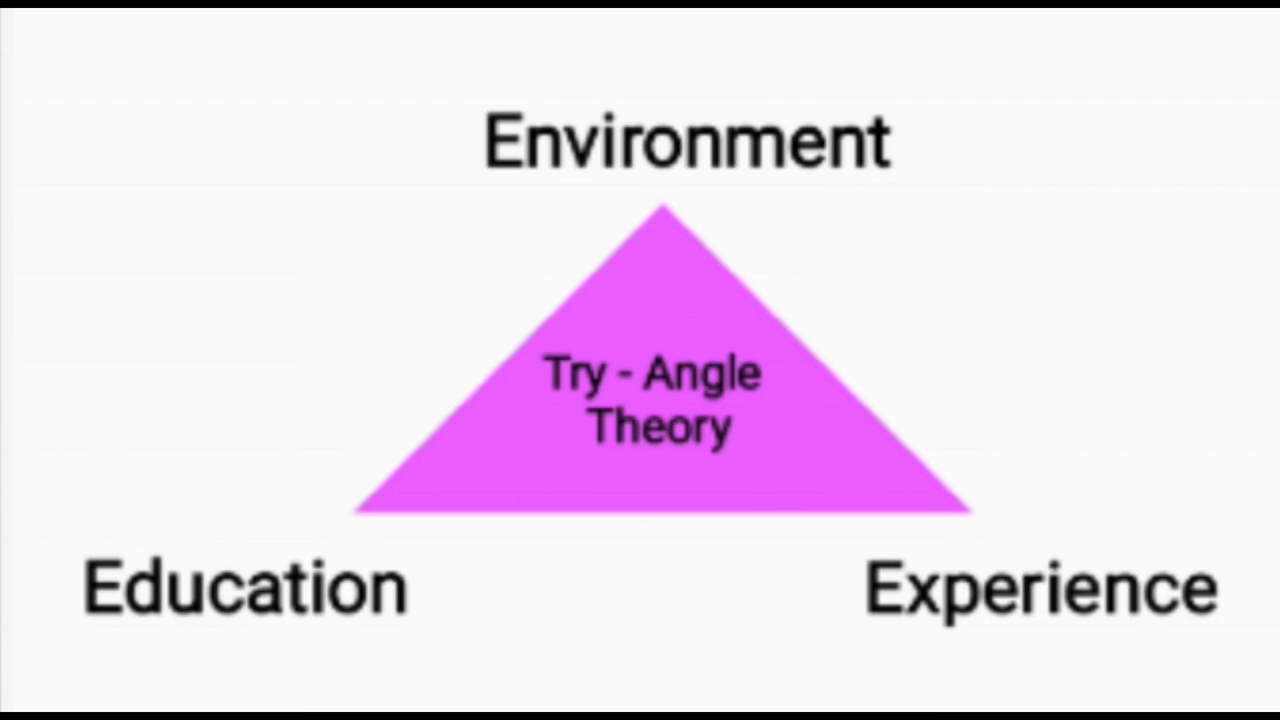 Environment
Try - Angle
Theory
Education
Experience